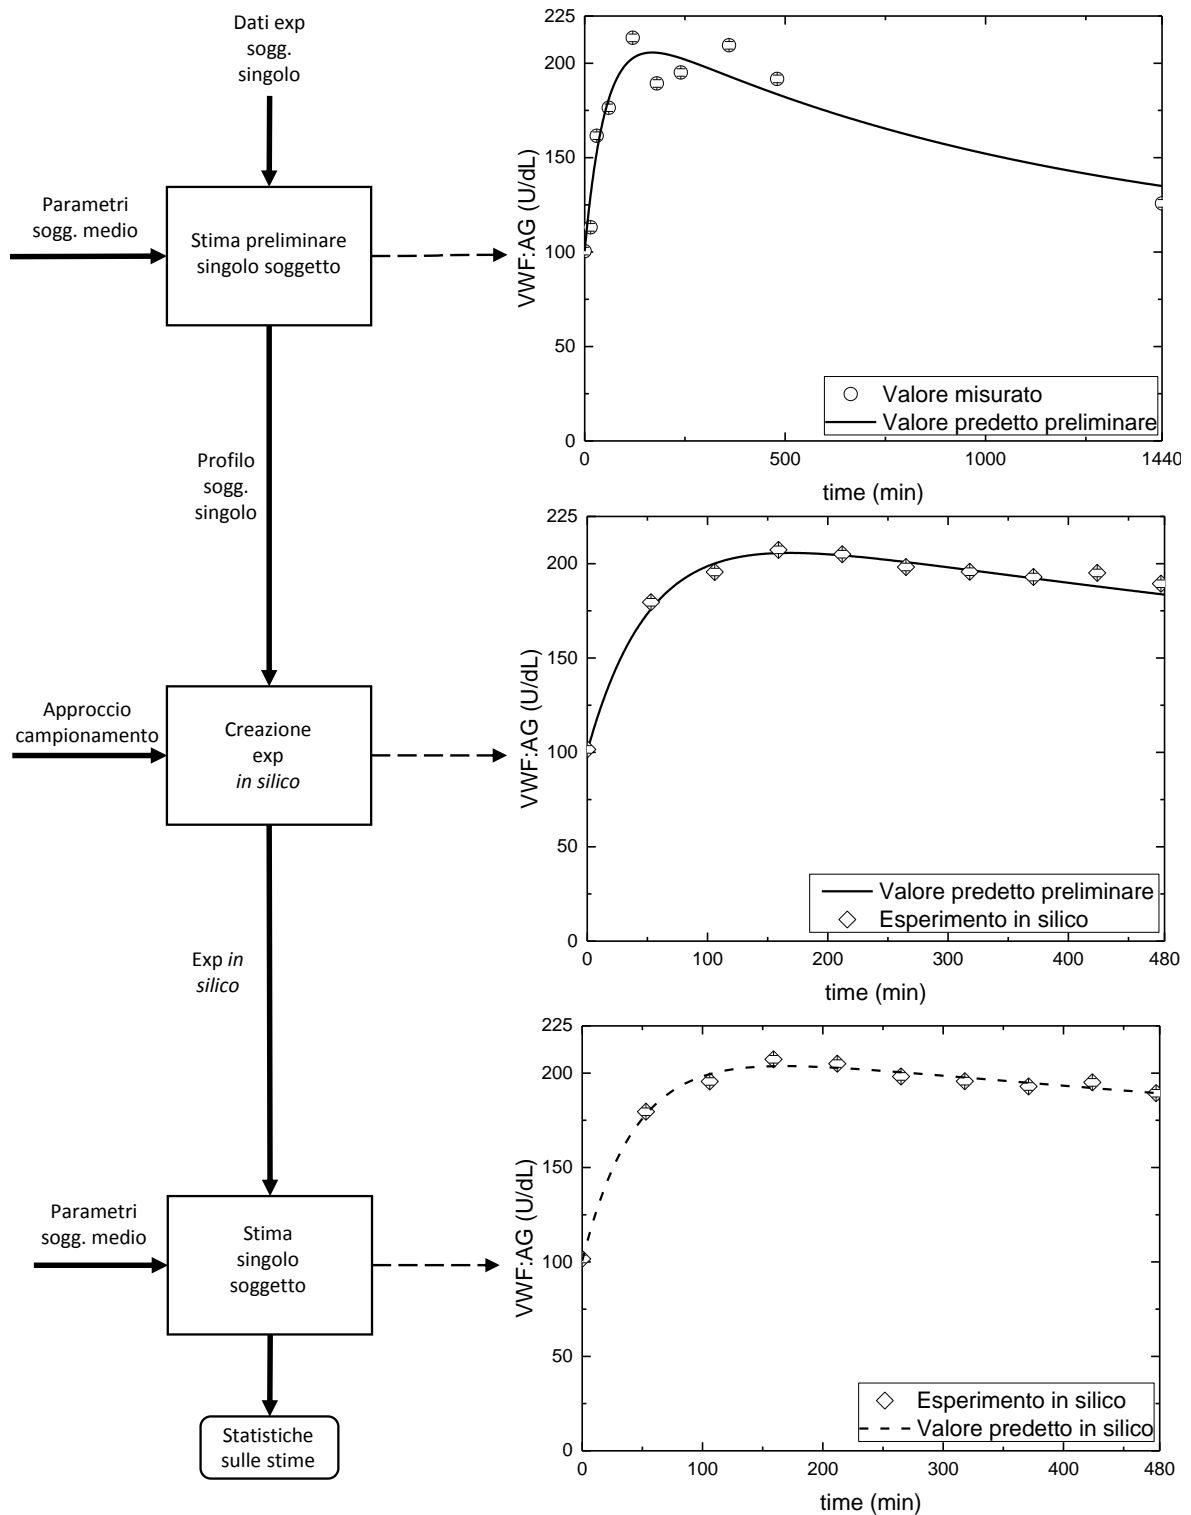 Dati exp
sogg.
singolo
Parametri
sogg. medio
Stima preliminare
singolo soggetto
VWF:AG (U/dL)
225
200
150
100
50
0
0
500
1000
1440
time (min)
Valore misurato
Valore predetto preliminare
Profilo
sogg.
singolo
Approccio
campionamento
Creazione
exp
in silico
VWF:AG (U/dL)
225
200
150
100
50
0
0
100
200
300
400
480
time (min)
Valore predetto preliminare
Esperimento in silico
Exp in
silico
Parametri
sogg. medio
Stima
singolo
soggetto
VWF:AG (U/dL)
225
200
150
100
50
0
0
100
200
300
400
480
time (min)
Esperimento in silico
Valore predetto in silico
Statistiche
sulle stime